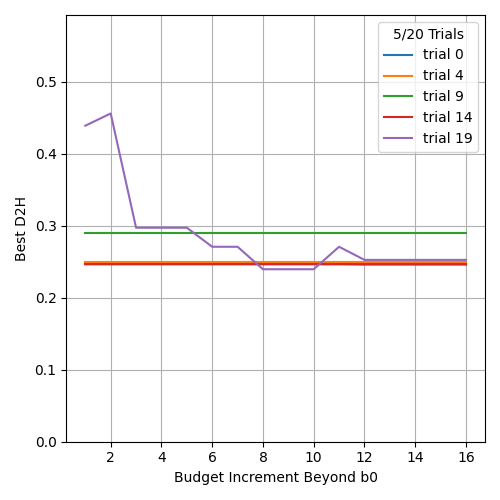 5/20 Trials
trial 0
trial 4
trial 9
trial 14
trial 19
0.5
0.4
0.3
0.2
0.1
0.0
Best D2H
2 4 6 8 10 12 14 16
Budget Increment Beyond b0